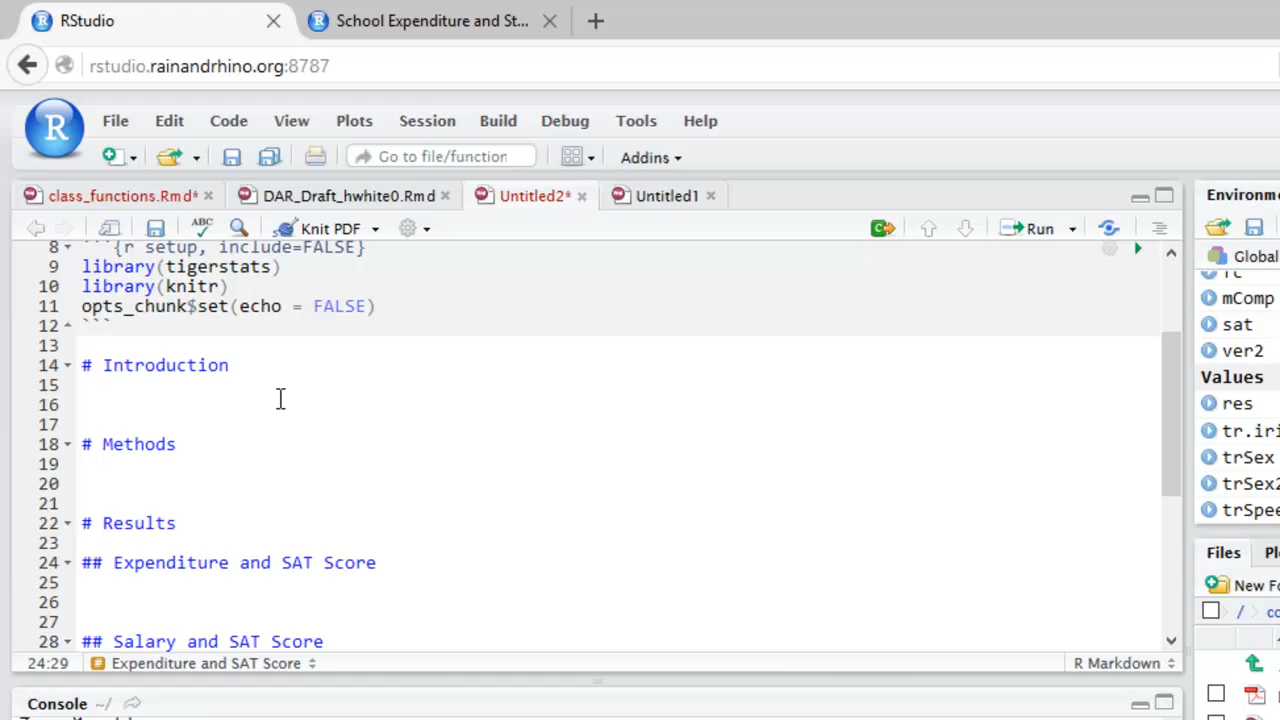 RStudio
School Expenditure and St...
rstudio.rainandrhino.org:8787
R
File Edit Code View Plots Session Build Debug Tools Help
Go to file/function
Addins
class_functions.Rmd* DAR_Draft_hwhite0.Rmd Untitled2* Untitled1
ABC Knit PDF Run
8 ```{r setup, include=FALSE}
9 library(tigerstats)
10 library(knitr)
11 opts_chunk$set(echo = FALSE)
12 ```
13
14 # Introduction
15
16
17
18 # Methods
19
20
21
22 # Results
23
24 ## Expenditure and SAT Score
25
26
27
28 ## Salary and SAT Score
24:29 # Expenditure and SAT Score R Markdown
Console ~/
Environme
Global
mComp
sat
ver2
Values
res
tr.iri
trSex
trSex2
trSpee
Files Pl
New Fo
/ co